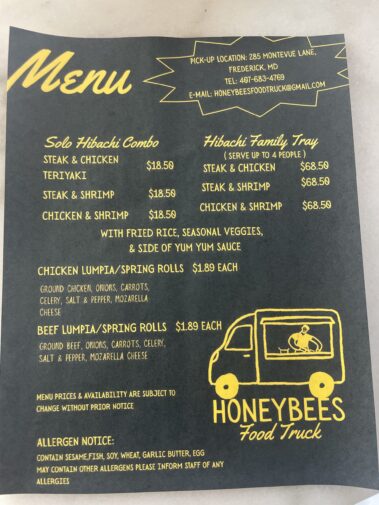 Menu
PICK-UP LOCATION: 285 MONTEVUE LANE,
FREDERICK, MD
TEL: 407-683-4769
E-MAIL: HONEYBEESFOODTRUCK@GMAIL.COM
Solo Hibachi Combo
STEAK & CHICKEN $18.50
TERIYAKI
STEAK & SHRIMP $18.50
CHICKEN & SHRIMP $18.50
Hibachi Family Tray
( SERVE UP TO 4 PEOPLE )
STEAK & CHICKEN $68.50
STEAK & SHRIMP $68.50
CHICKEN & SHRIMP $68.50
WITH FRIED RICE, SEASONAL VEGGIES,
& SIDE OF YUM YUM SAUCE
CHICKEN LUMPIA/SPRING ROLLS $1.89 EACH
GROUND CHICKEN, ONIONS, CARROTS,
CELERY, SALT & PEPPER, MOZARELLA
CHEESE
BEEF LUMPIA/SPRING ROLLS $1.89 EACH
GROUND BEEF, ONIONS, CARROTS, CELERY,
SALT & PEPPER, MOZARELLA CHEESE
MENU PRICES & AVAILABILITY ARE SUBJECT TO
CHANGE WITHOUT PRIOR NOTICE
HONEYBEES
Food Truck
ALLERGEN NOTICE:
CONTAIN SESAME,FISH, SOY, WHEAT, GARLIC BUTTER, EGG
MAY CONTAIN OTHER ALLERGENS PLEASE INFORM STAFF OF ANY
ALLERGIES